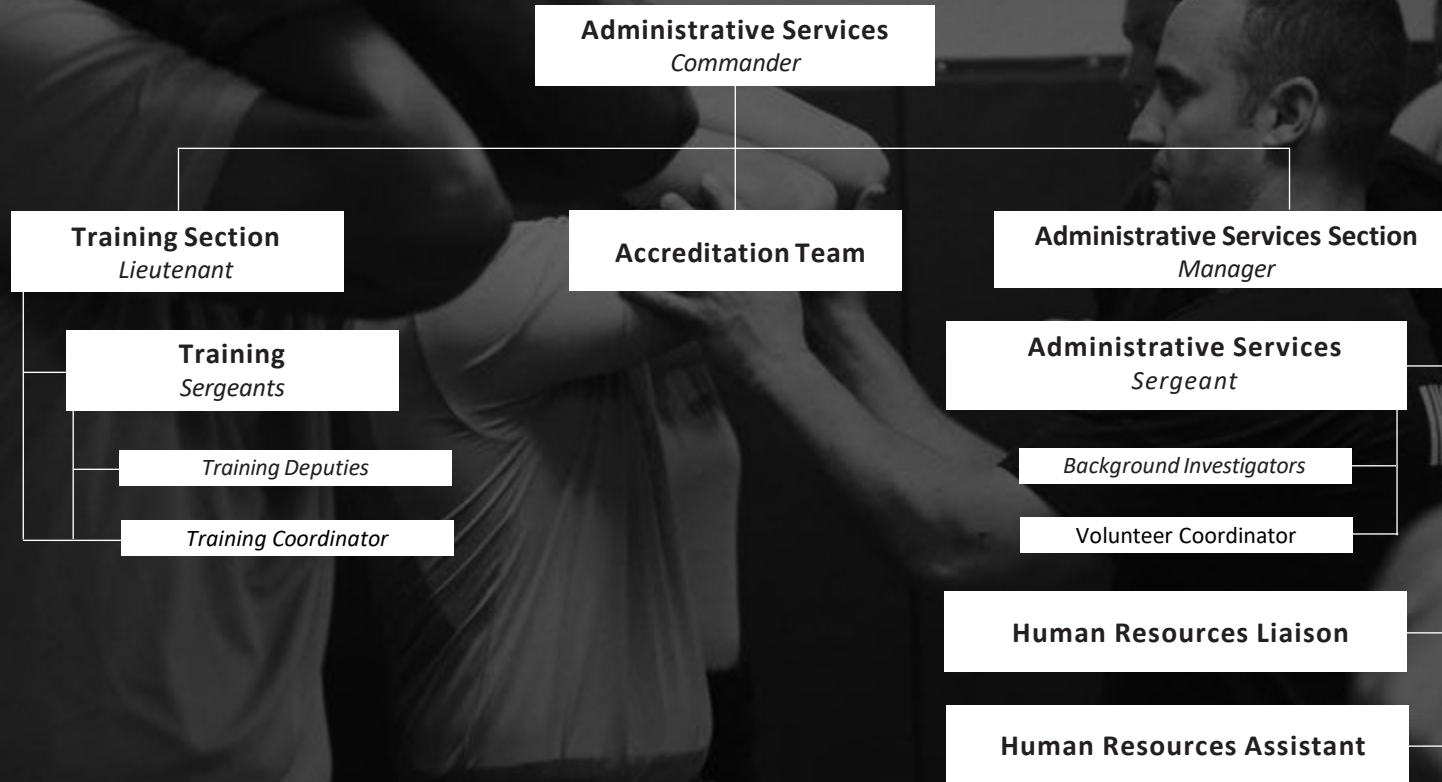 Administrative Services
Commander
Training Section
Lieutenant
Accreditation Team
Administrative Services Section
Manager
Training
Sergeants
Training Deputies
Training Coordinator
Administrative Services
Sergeant
Background Investigators
Volunteer Coordinator
Human Resources Liaison
Human Resources Assistant